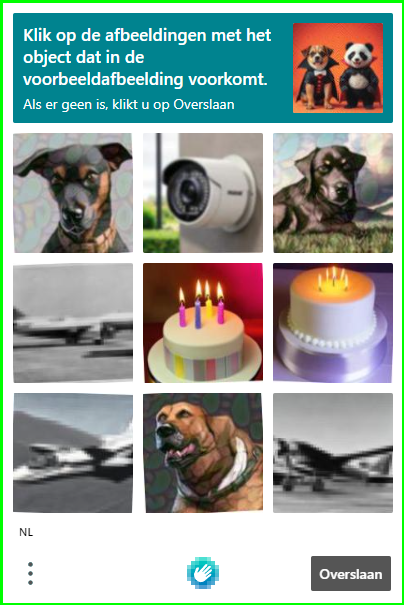 Klik op de afbeeldingen met het
object dat in de
voorbeeldafbeelding voorkomt.
Als er geen is, klikt u op Overslaan
NL
Overslaan